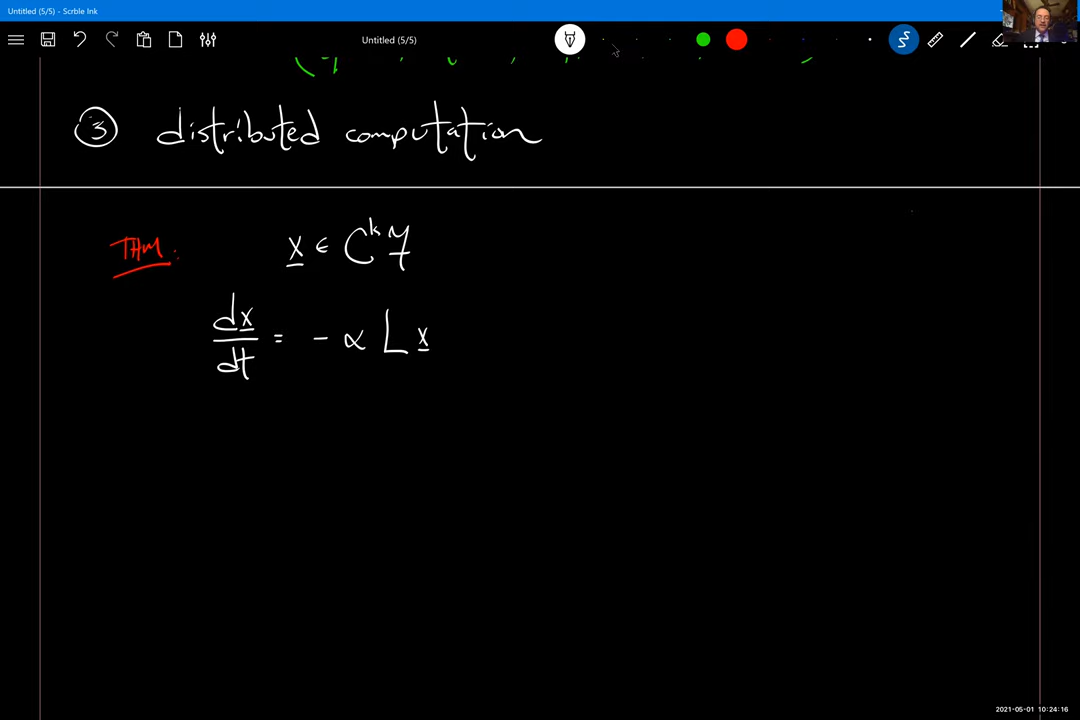 Untitled (5/5) - Scrble Ink
Untitled (5/5)
③ distributed computation
THM:
x ∈ C^k ℱ
dx/dt = - α L x
2021-05-01 10:24:16